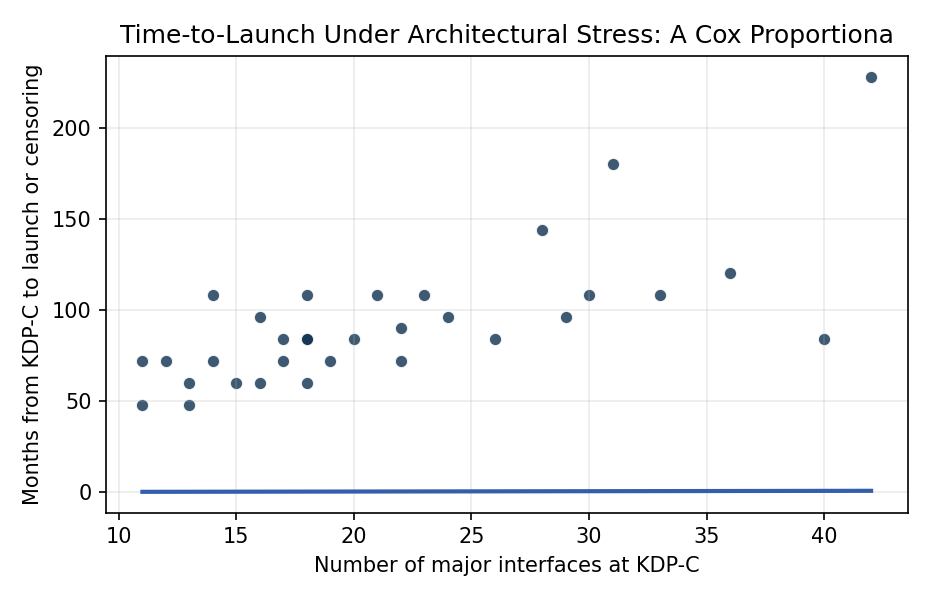 Time-to-Launch Under Architectural Stress: A Cox Proportiona
Months from KDP-C to launch or censoring
200
150
100
50
0
10 15 20 25 30 35 40
Number of major interfaces at KDP-C